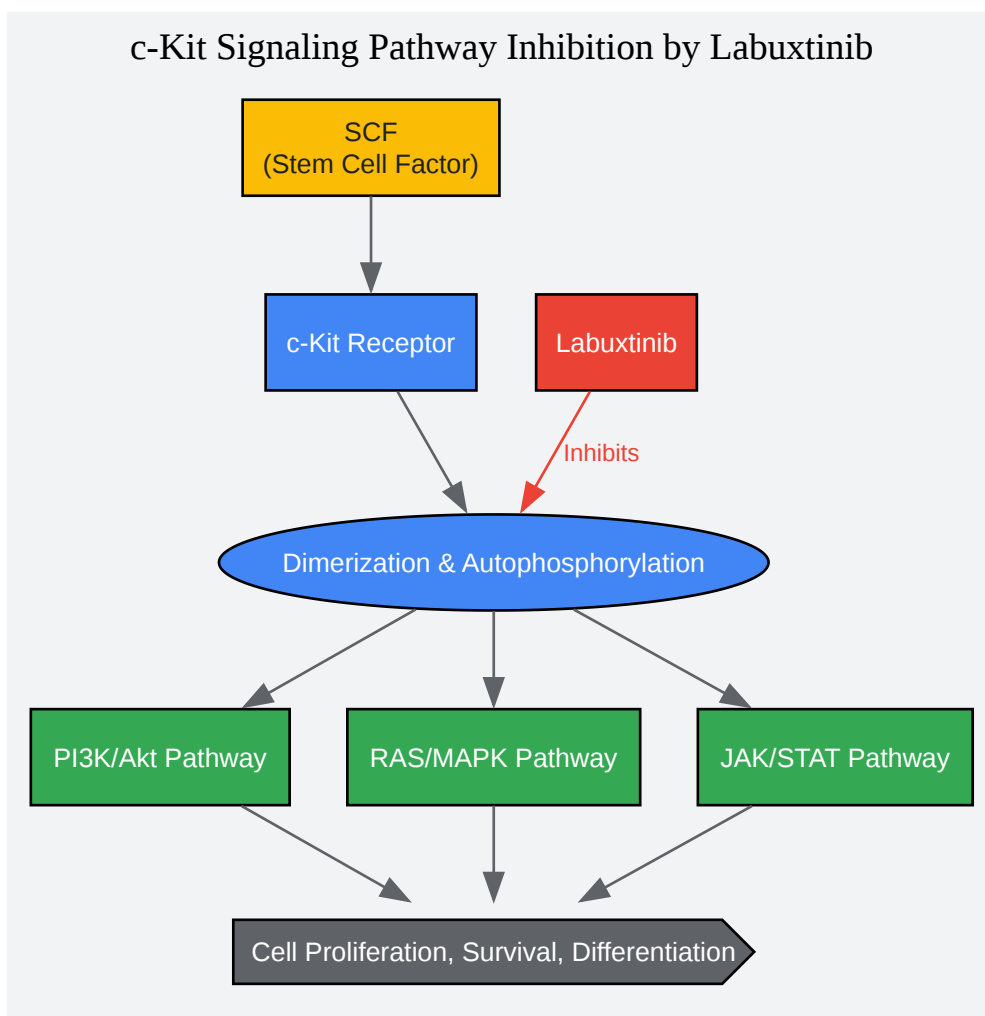 c-Kit Signaling Pathway Inhibition by Labuxtinib
SCF
(Stem Cell Factor)
c-Kit Receptor
Labuxtinib
Inhibits
Dimerization & Autophosphorylation
PI3K/Akt Pathway
RAS/MAPK Pathway
JAK/STAT Pathway
Cell Proliferation, Survival, Differentiation